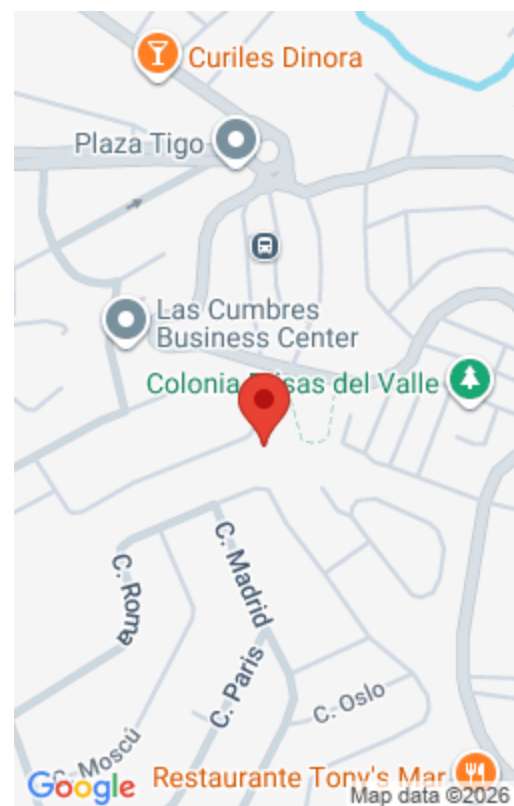 Curiles Dinora
Plaza Tigo
Las Cumbres
Business Center
Colonia Brisas del Valle
C. Madrid
C. Roma
C. Paris
C. Oslo
C. Moscú
Restaurante Tony's Mar
Google
Map data ©2026